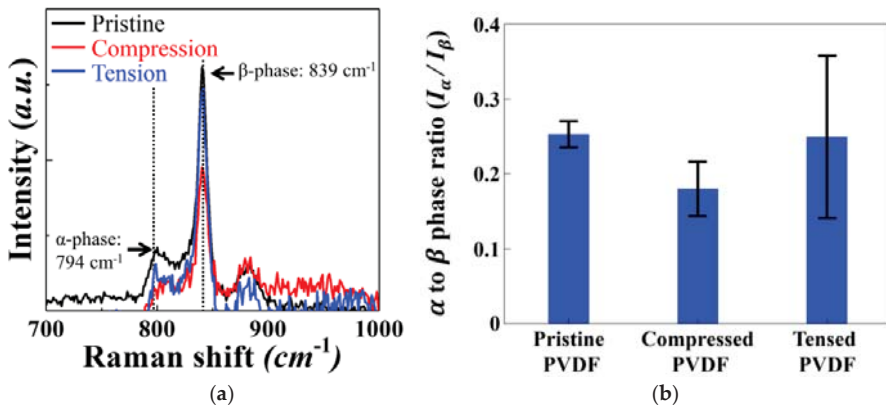 (a)
Pristine
Compression
Tension
β-phase: 839 cm⁻¹
α-phase:
794 cm⁻¹
Intensity (a.u.)
700 800 900 1000
Raman shift (cm⁻¹)
(b)
α to β phase ratio (Iα/Iβ)
0.4
0.3
0.2
0.1
0
Pristine PVDF
Compressed PVDF
Tensed PVDF